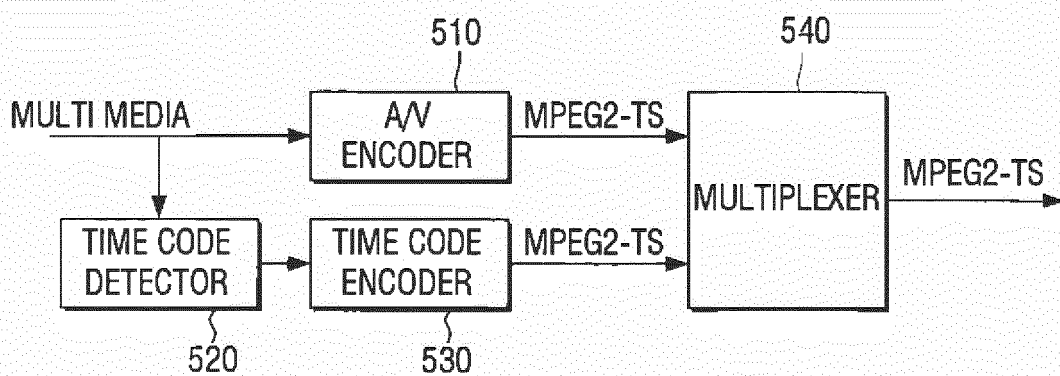 510
540
MULTI MEDIA
A/V
ENCODER
MPEG2-TS
MULTIPLEXER
MPEG2-TS
TIME CODE
DETECTOR
TIME CODE
ENCODER
MPEG2-TS
520
530